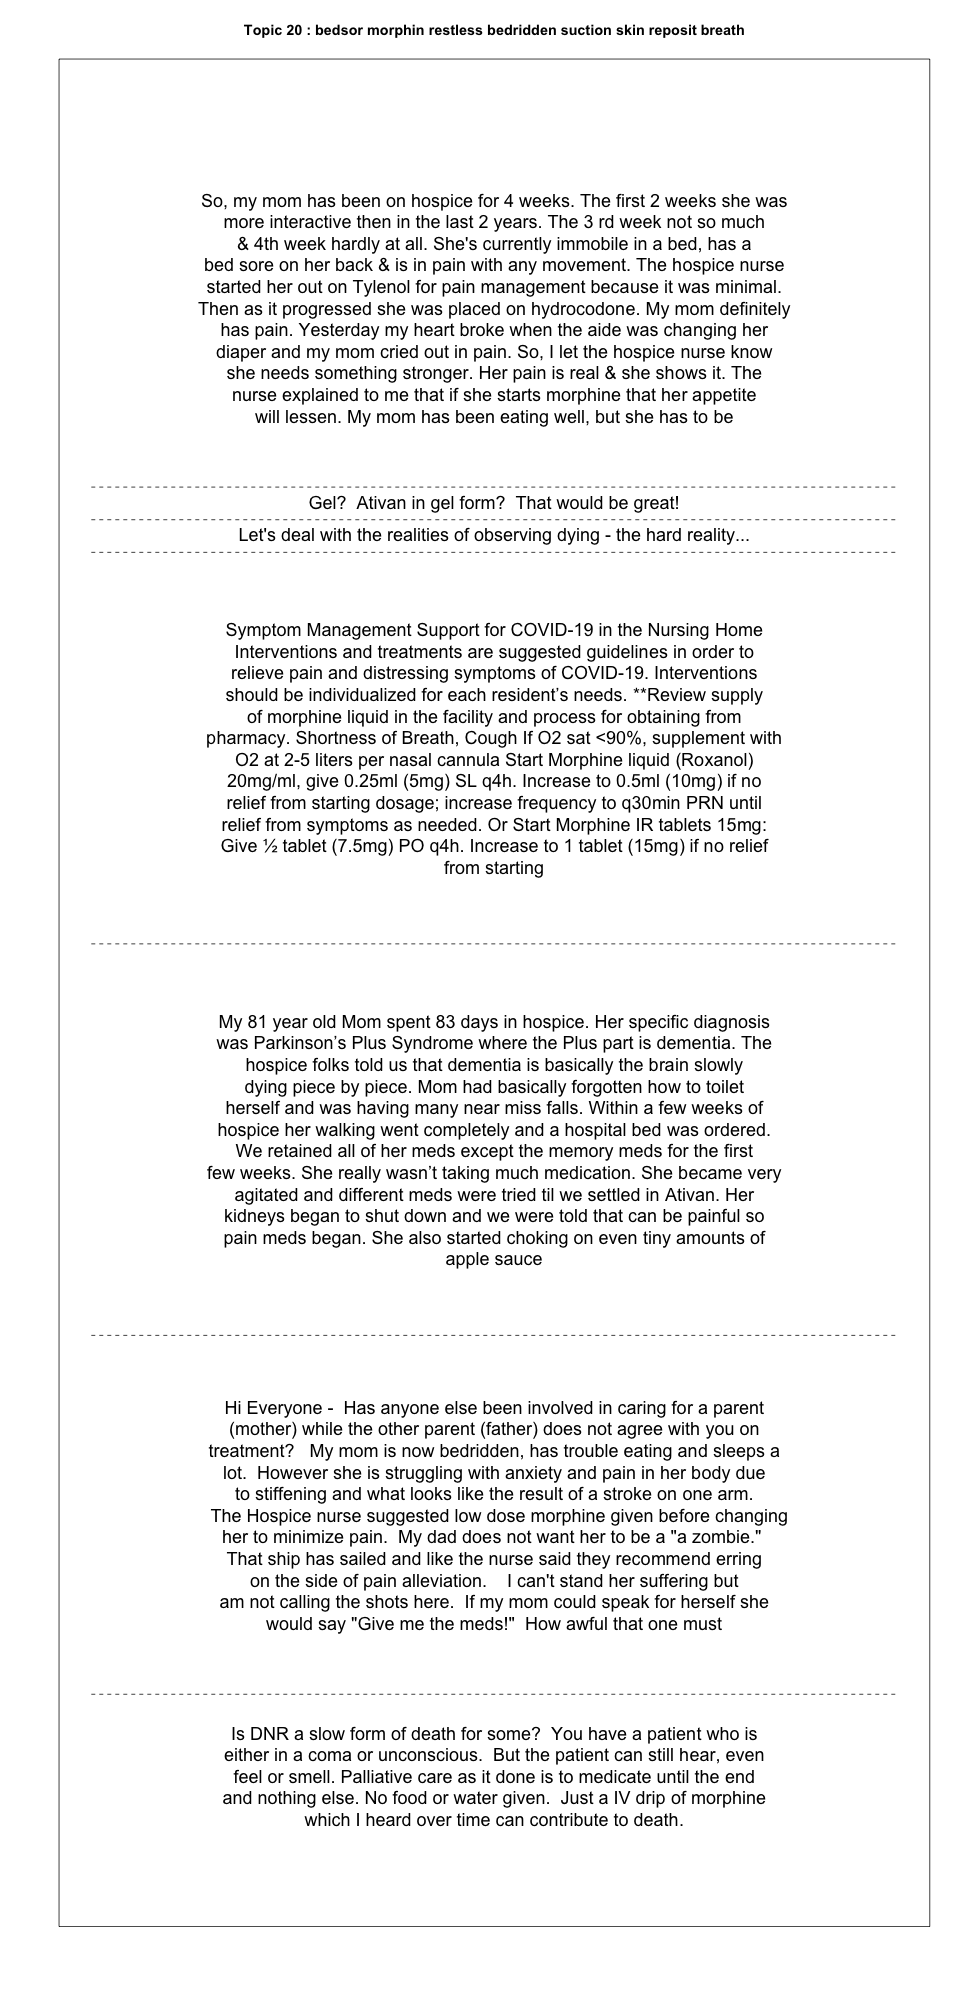 Topic 20 : bedsor morphin restless bedridden suction skin reposit breath
So, my mom has been on hospice for 4 weeks. The first 2 weeks she was
more interactive then in the last 2 years. The 3 rd week not so much
& 4th week hardly at all. She's currently immobile in a bed, has a
bed sore on her back & is in pain with any movement. The hospice nurse
started her out on Tylenol for pain management because it was minimal.
Then as it progressed she was placed on hydrocodone. My mom definitely
has pain. Yesterday my heart broke when the aide was changing her
diaper and my mom cried out in pain. So, I let the hospice nurse know
she needs something stronger. Her pain is real & she shows it. The
nurse explained to me that if she starts morphine that her appetite
will lessen. My mom has been eating well, but she has to be
Gel?  Ativan in gel form?  That would be great!
Let's deal with the realities of observing dying - the hard reality...
Symptom Management Support for COVID-19 in the Nursing Home
Interventions and treatments are suggested guidelines in order to
relieve pain and distressing symptoms of COVID-19. Interventions
should be individualized for each resident’s needs. **Review supply
of morphine liquid in the facility and process for obtaining from
pharmacy. Shortness of Breath, Cough If O2 sat <90%, supplement with
O2 at 2-5 liters per nasal cannula Start Morphine liquid (Roxanol)
20mg/ml, give 0.25ml (5mg) SL q4h. Increase to 0.5ml (10mg) if no
relief from starting dosage; increase frequency to q30min PRN until
relief from symptoms as needed. Or Start Morphine IR tablets 15mg:
Give ½ tablet (7.5mg) PO q4h. Increase to 1 tablet (15mg) if no relief
from starting
My 81 year old Mom spent 83 days in hospice. Her specific diagnosis
was Parkinson’s Plus Syndrome where the Plus part is dementia. The
hospice folks told us that dementia is basically the brain slowly
dying piece by piece. Mom had basically forgotten how to toilet
herself and was having many near miss falls. Within a few weeks of
hospice her walking went completely and a hospital bed was ordered.
We retained all of her meds except the memory meds for the first
few weeks. She really wasn’t taking much medication. She became very
agitated and different meds were tried til we settled in Ativan. Her
kidneys began to shut down and we were told that can be painful so
pain meds began. She also started choking on even tiny amounts of
apple sauce
Hi Everyone -  Has anyone else been involved in caring for a parent
(mother) while the other parent (father) does not agree with you on
treatment?   My mom is now bedridden, has trouble eating and sleeps a
lot.  However she is struggling with anxiety and pain in her body due
to stiffening and what looks like the result of a stroke on one arm.
The Hospice nurse suggested low dose morphine given before changing
her to minimize pain.  My dad does not want her to be a "a zombie."
That ship has sailed and like the nurse said they recommend erring
on the side of pain alleviation.    I can't stand her suffering but
am not calling the shots here.  If my mom could speak for herself she
would say "Give me the meds!"  How awful that one must
Is DNR a slow form of death for some?  You have a patient who is
either in a coma or unconscious.  But the patient can still hear, even
feel or smell. Palliative care as it done is to medicate until the end
and nothing else. No food or water given.  Just a IV drip of morphine
which I heard over time can contribute to death.